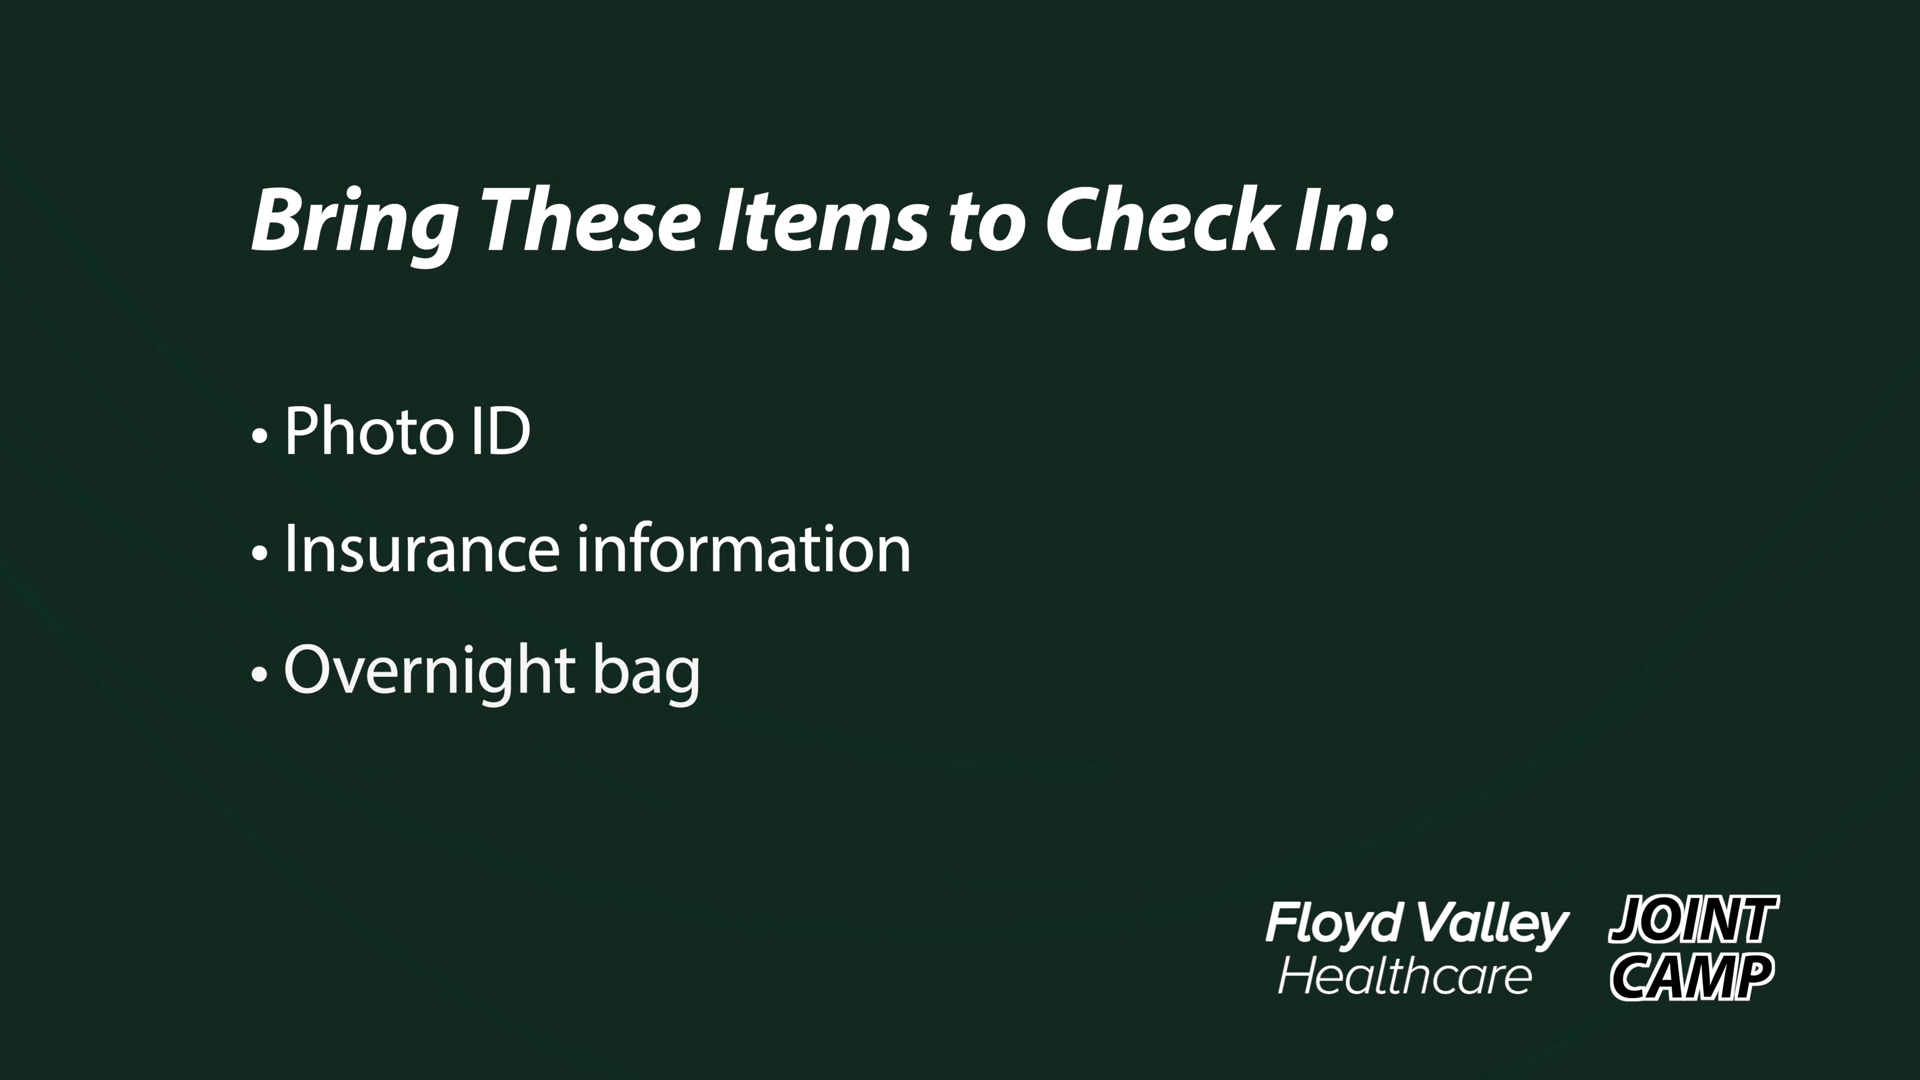 Bring These Items to Check In:
• Photo ID
• Insurance information
• Overnight bag
Floyd Valley
Healthcare
JOINT
CAMP